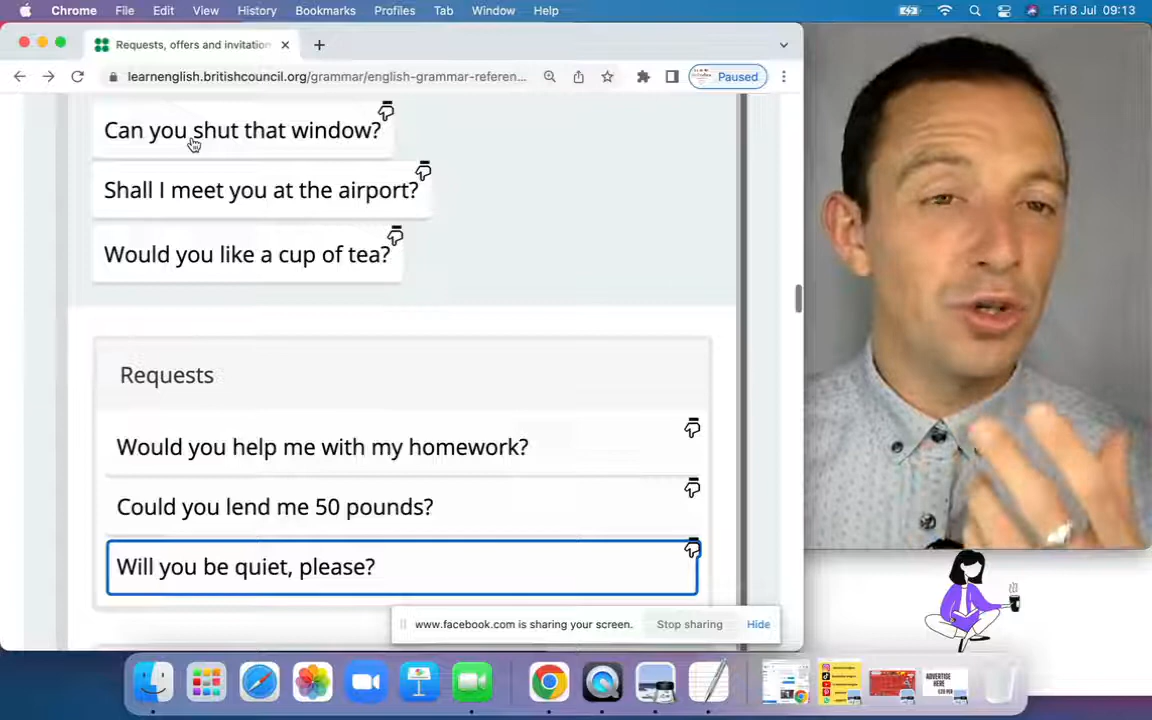 Chrome File Edit View History Bookmarks Profiles Tab Window Help Fri 8 Jul 09:13
Requests, offers and invitation
learnenglish.britishcouncil.org/grammar/english-grammar-referen... Paused
Can you shut that window?
Shall I meet you at the airport?
Would you like a cup of tea?
Requests
Would you help me with my homework?
Could you lend me 50 pounds?
Will you be quiet, please?
www.facebook.com is sharing your screen. Stop sharing Hide
ADVERTISE
HERE